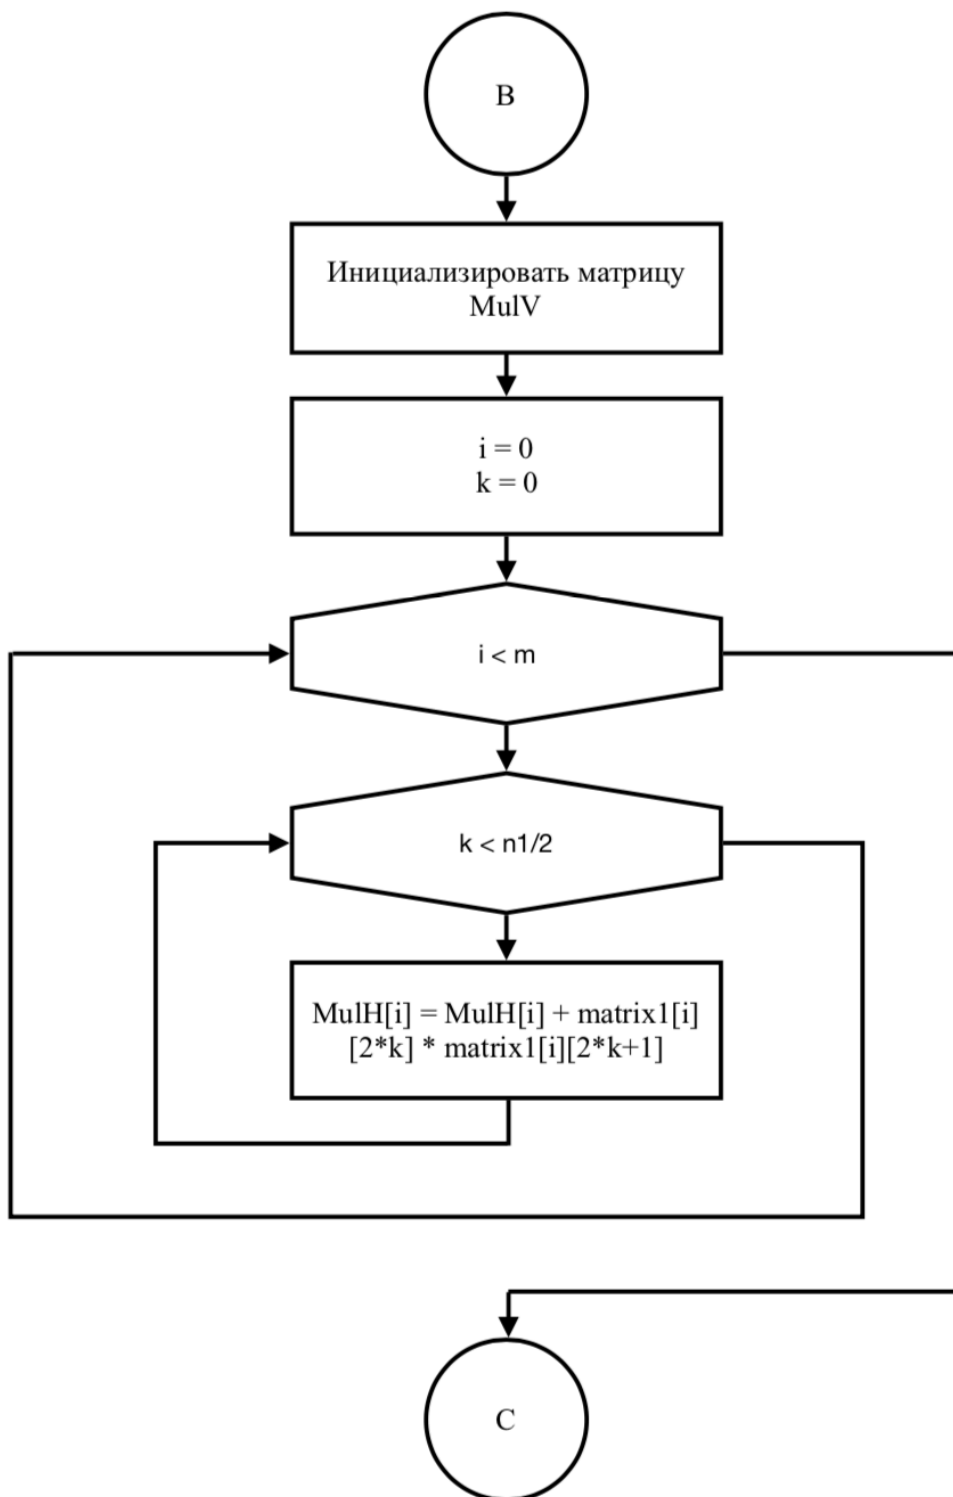 B
Инициализировать матрицу
MulV
i = 0
k = 0
i < m
k < n1/2
MulH[i] = MulH[i] + matrix1[i]
[2*k] * matrix1[i][2*k+1]
C